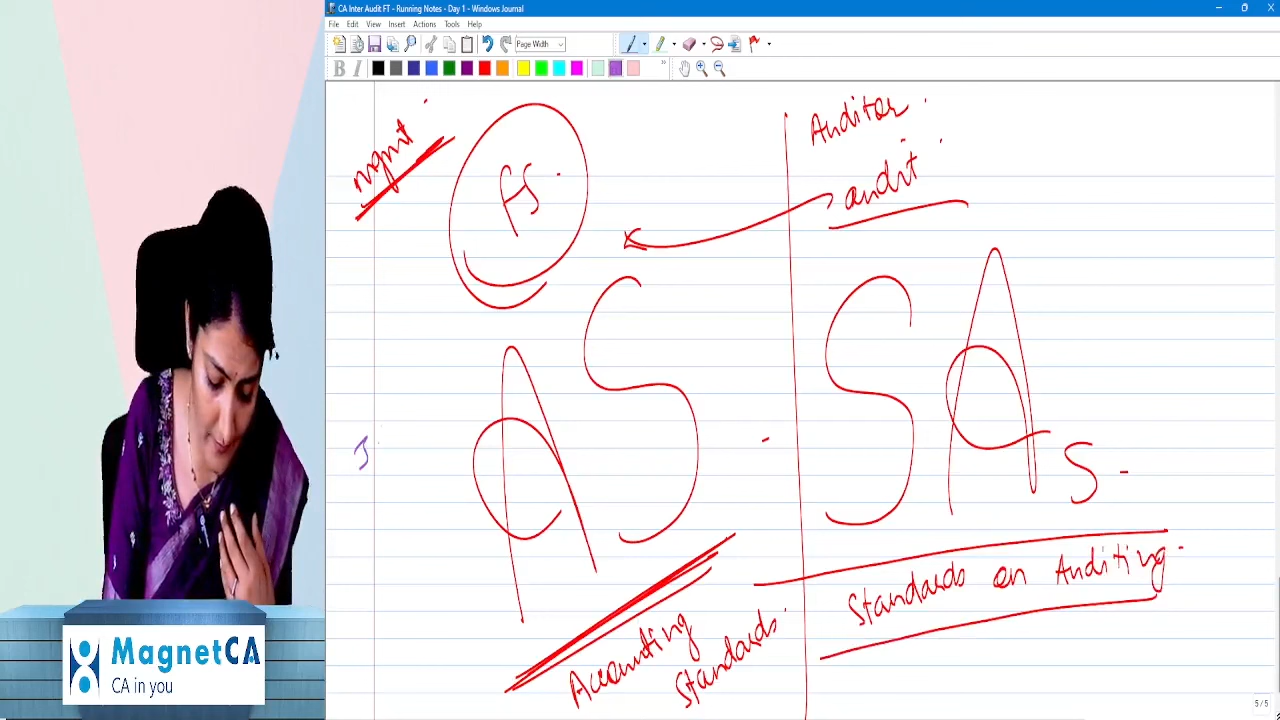 CA Inter Audit FT - Running Notes - Day 1 - Windows Journal
File Edit View Insert Actions Tools Help
Page Width
B I
mgmt.
FS.
Auditor.
audit.
AS.
SAs.
Accounting
Standards.
Standards on Auditing.
J
MagnetCA
CA in you
5 / 5